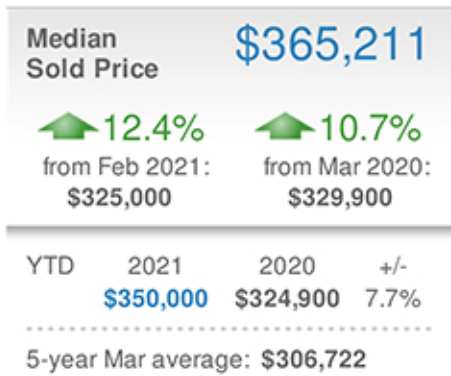 Median $365,211
Sold Price
12.4% 10.7%
from Feb 2021: from Mar 2020:
$325,000 $329,900
YTD 2021 2020 +/-
$350,000 $324,900 7.7%
5-year Mar average: $306,722